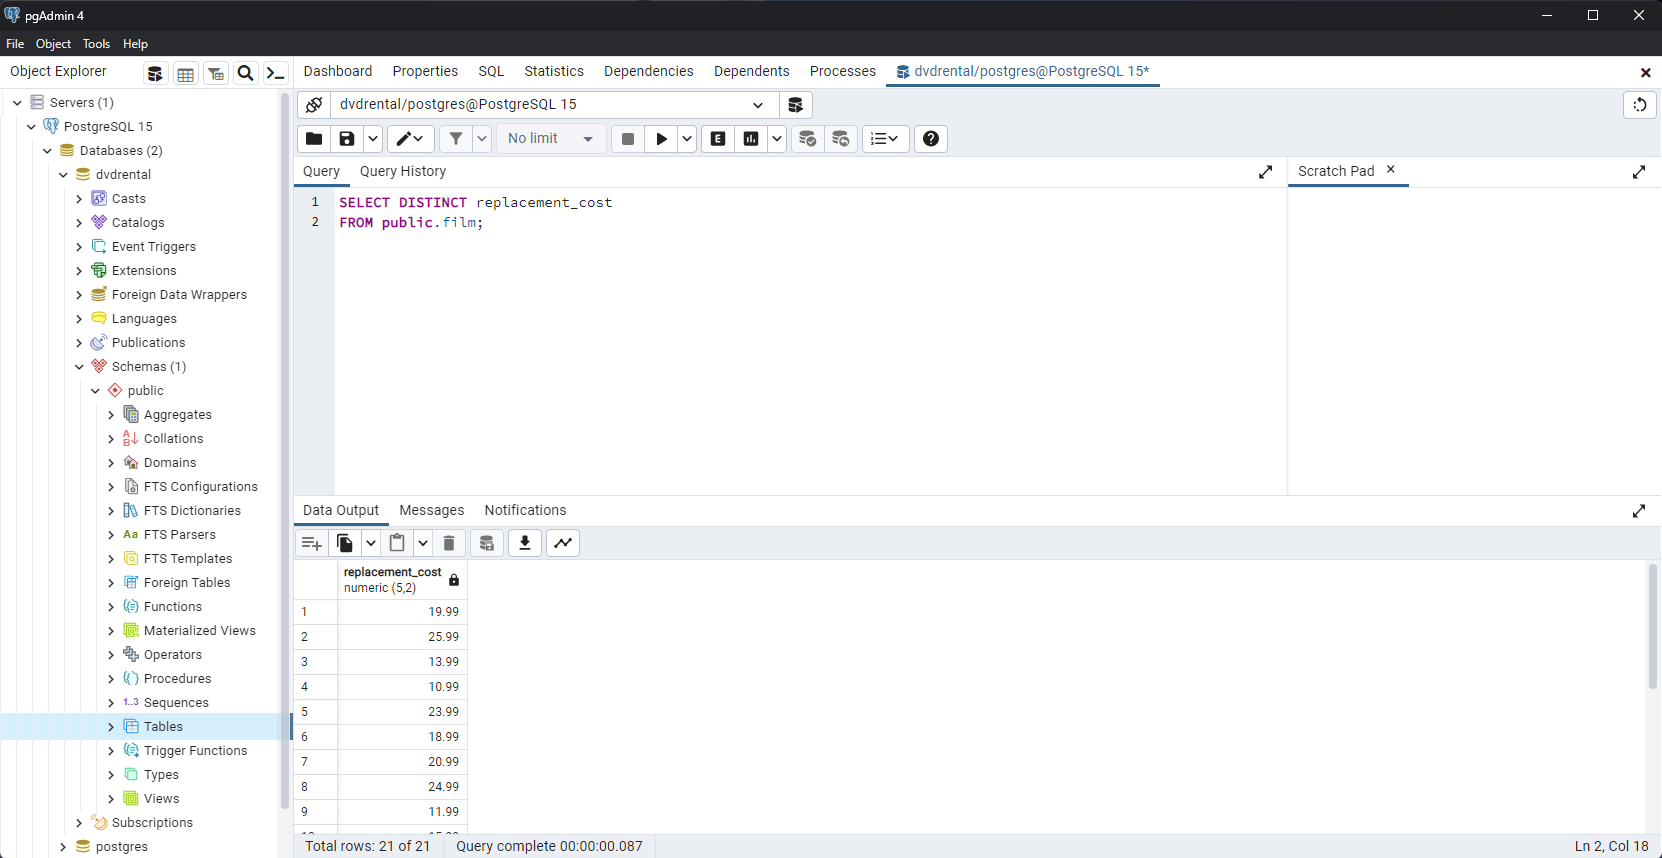 pgAdmin 4
File Object Tools Help
Object Explorer
Dashboard Properties SQL Statistics Dependencies Dependents Processes dvdrental/postgres@PostgreSQL 15*
Servers (1)
PostgreSQL 15
Databases (2)
dvdrental
Casts
Catalogs
Event Triggers
Extensions
Foreign Data Wrappers
Languages
Publications
Schemas (1)
public
Aggregates
Collations
Domains
FTS Configurations
FTS Dictionaries
Aa FTS Parsers
FTS Templates
Foreign Tables
Functions
Materialized Views
Operators
Procedures
1..3 Sequences
Tables
Trigger Functions
Types
Views
Subscriptions
postgres
dvdrental/postgres@PostgreSQL 15
No limit
E
Query Query History
Scratch Pad
1 SELECT DISTINCT replacement_cost
2 FROM public.film;
Data Output Messages Notifications
replacement_cost
numeric (5,2)
1 19.99
2 25.99
3 13.99
4 10.99
5 23.99
6 18.99
7 20.99
8 24.99
9 11.99
Total rows: 21 of 21 Query complete 00:00:00.087 Ln 2, Col 18